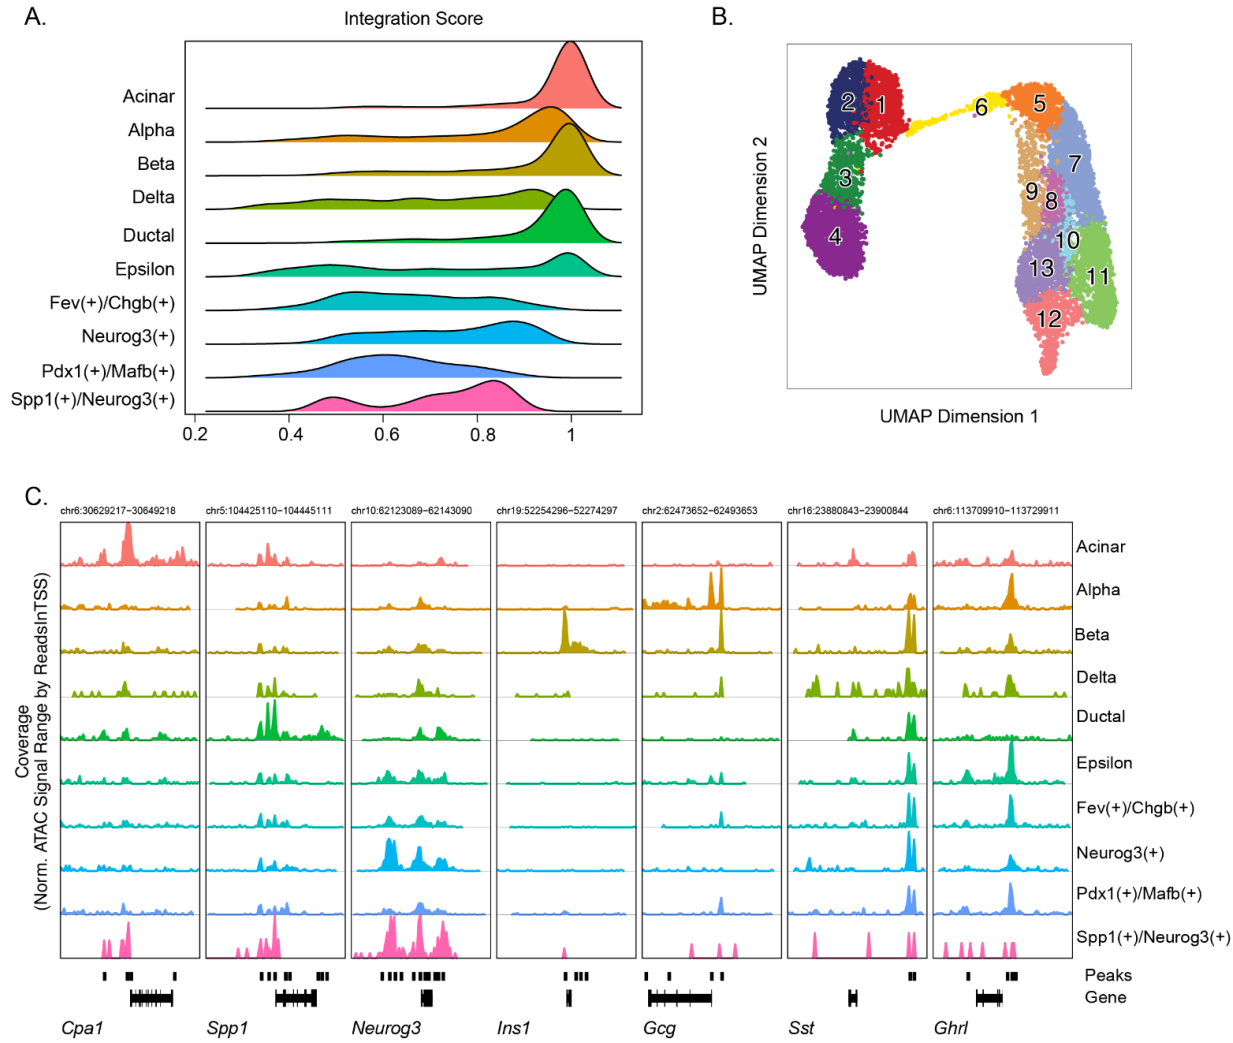 A.
Integration Score
Acinar
Alpha
Beta
Delta
Ductal
Epsilon
Fev(+)/Chgb(+)
Neurog3(+)
Pdx1(+)/Mafb(+)
Spp1(+)/Neurog3(+)
0.2 0.4 0.6 0.8 1
B.
UMAP Dimension 2
2 1 6 5
3 7
9 8
4 10
13 11
12
UMAP Dimension 1
C.
chr6:30629217-30649218 chr5:104425110-104445111 chr10:62123089-62143090 chr19:52254296-52274297 chr2:62473652-62493653 chr16:23880843-23900844 chr6:113709910-113729911
Coverage
(Norm. ATAC Signal Range by ReadsInTSS)
Acinar
Alpha
Beta
Delta
Ductal
Epsilon
Fev(+)/Chgb(+)
Neurog3(+)
Pdx1(+)/Mafb(+)
Spp1(+)/Neurog3(+)
Peaks
Gene
Cpa1 Spp1 Neurog3 Ins1 Gcg Sst Ghrl